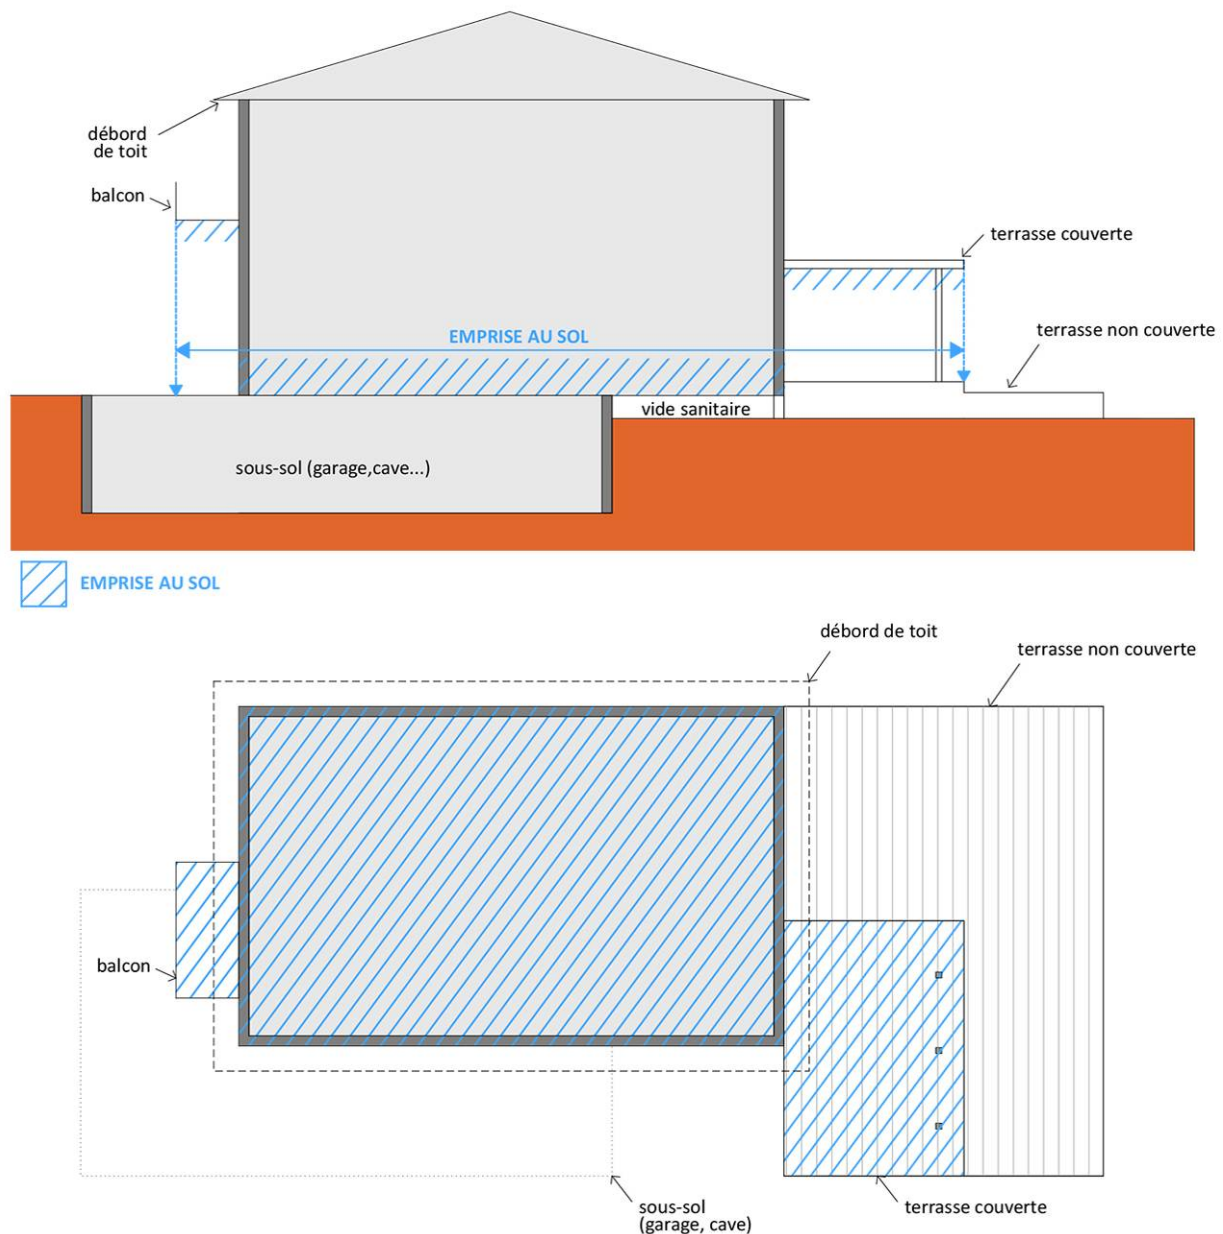 débord
de toit
balcon
terrasse couverte
terrasse non couverte
EMPRISE AU SOL
vide sanitaire
sous-sol (garage,cave...)
EMPRISE AU SOL
débord de toit
terrasse non couverte
balcon
sous-sol
(garage, cave)
terrasse couverte